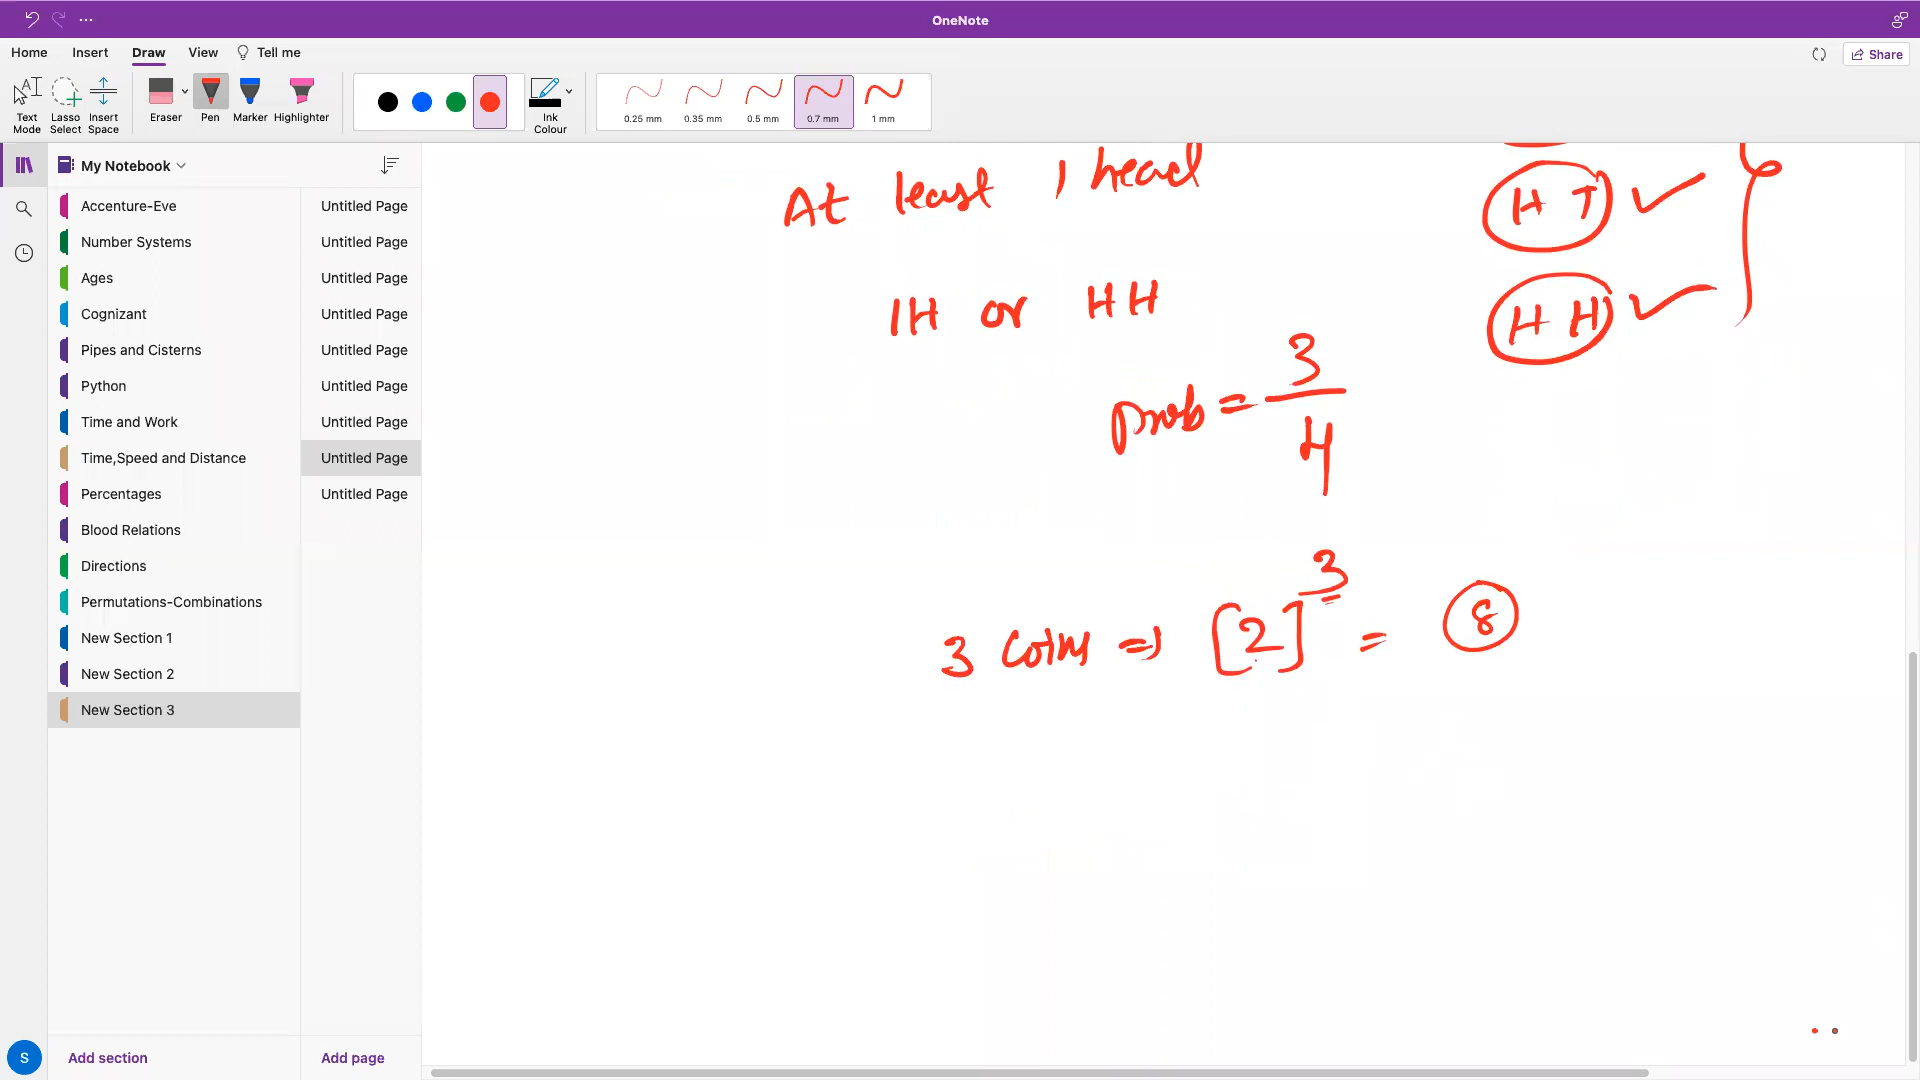 OneNote
Home Insert Draw View Tell me
Share
Text Mode
Lasso Select
Insert Space
Eraser
Pen
Marker
Highlighter
Ink Colour
0.25 mm
0.35 mm
0.5 mm
0.7 mm
1 mm
My Notebook
Accenture-Eve
Number Systems
Ages
Cognizant
Pipes and Cisterns
Python
Time and Work
Time,Speed and Distance
Percentages
Blood Relations
Directions
Permutations-Combinations
New Section 1
New Section 2
New Section 3
Untitled Page
Untitled Page
Untitled Page
Untitled Page
Untitled Page
Untitled Page
Untitled Page
Untitled Page
Untitled Page
At least 1 head
H T ✓
1H or HH
H H ✓
prob = 3/4
3 coins ⇒ [2]³ = 8
S
Add section
Add page